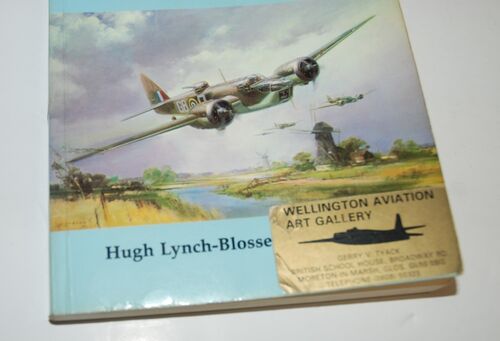 Hugh Lynch-Blosse
WELLINGTON AVIATION
ART GALLERY
GERRY V. TYACK
BRITISH SCHOOL HOUSE, BROADWAY RD.
MORETON-IN-MARSH, GLOS.
TELEPHONE